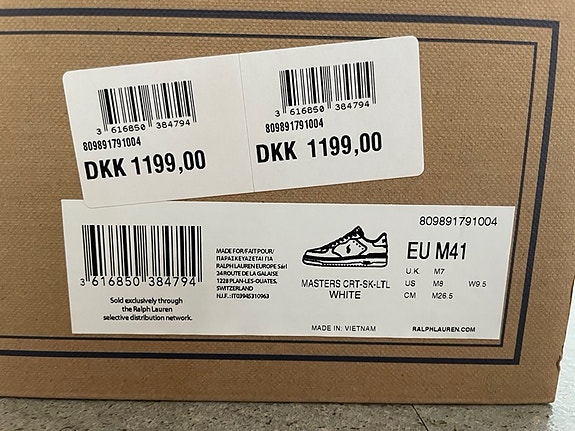 3 616850 384794
809891791004
DKK 1199,00
3 616850 384794
809891791004
DKK 1199,00
3 616850 384794
Sold exclusively through
the Ralph Lauren
selective distribution network.
MADE FOR/FAIT POUR/
ΠΑΡΑΣΚΕΥΑΖΕΤΑΙ ΓΙΑ
RALPH LAUREN EUROPE Sàrl
24 ROUTE DE LA GALAISE
1228 PLAN-LES-OUATES,
SWITZERLAND
N.I.F.:IT03945310963
MASTERS CRT-SK-LTL
WHITE
MADE IN: VIETNAM
809891791004
EU M41
U.K. M7
US M8 W9.5
CM M26.5
RALPHLAUREN.COM